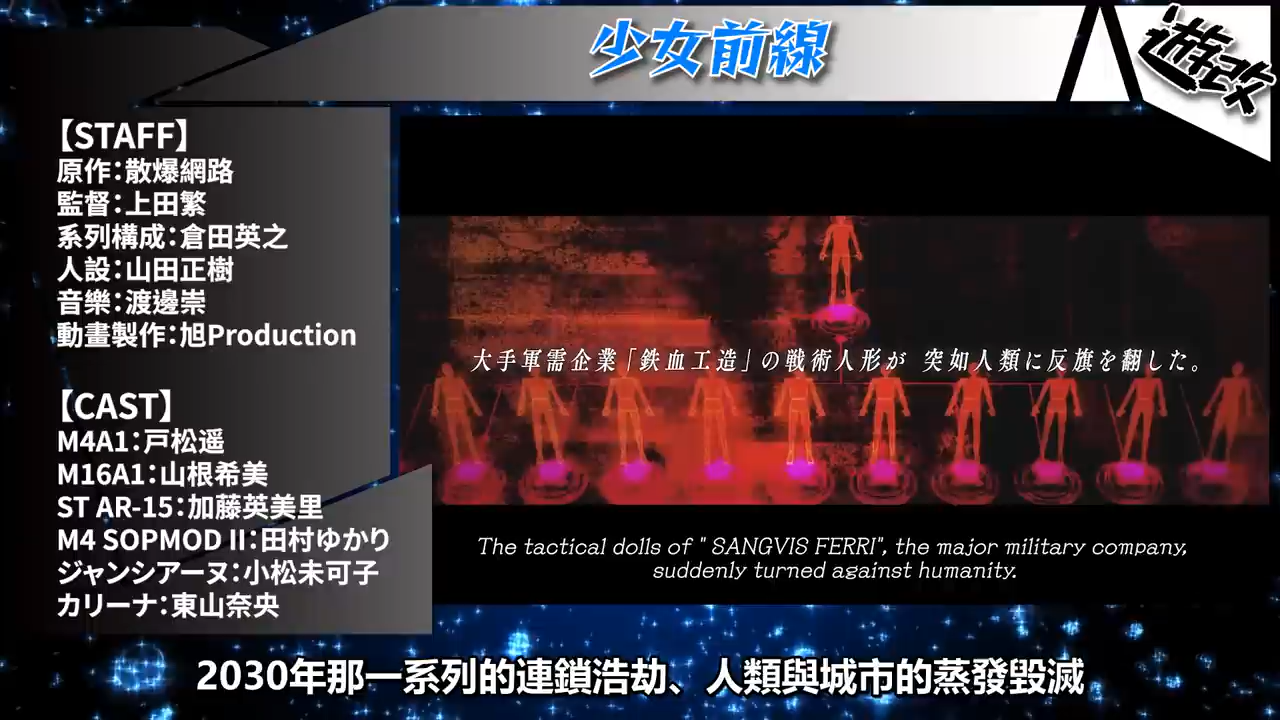 少女前線
遊改
【STAFF】
原作：散爆網路
監督：上田繁
系列構成：倉田英之
人設：山田正樹
音樂：渡邊崇
動畫製作：旭Production
【CAST】
M4A1：戸松遥
M16A1：山根希美
ST AR-15：加藤英美里
M4 SOPMOD II：田村ゆかり
ジャンシアーヌ：小松未可子
カリーナ：東山奈央
大手軍需企業「鉄血工造」の戦術人形が 突如人類に反旗を翻した。
The tactical dolls of " SANGVIS FERRI", the major military company,
suddenly turned against humanity.
2030年那一系列的連鎖浩劫、人類與城市的蒸發毀滅